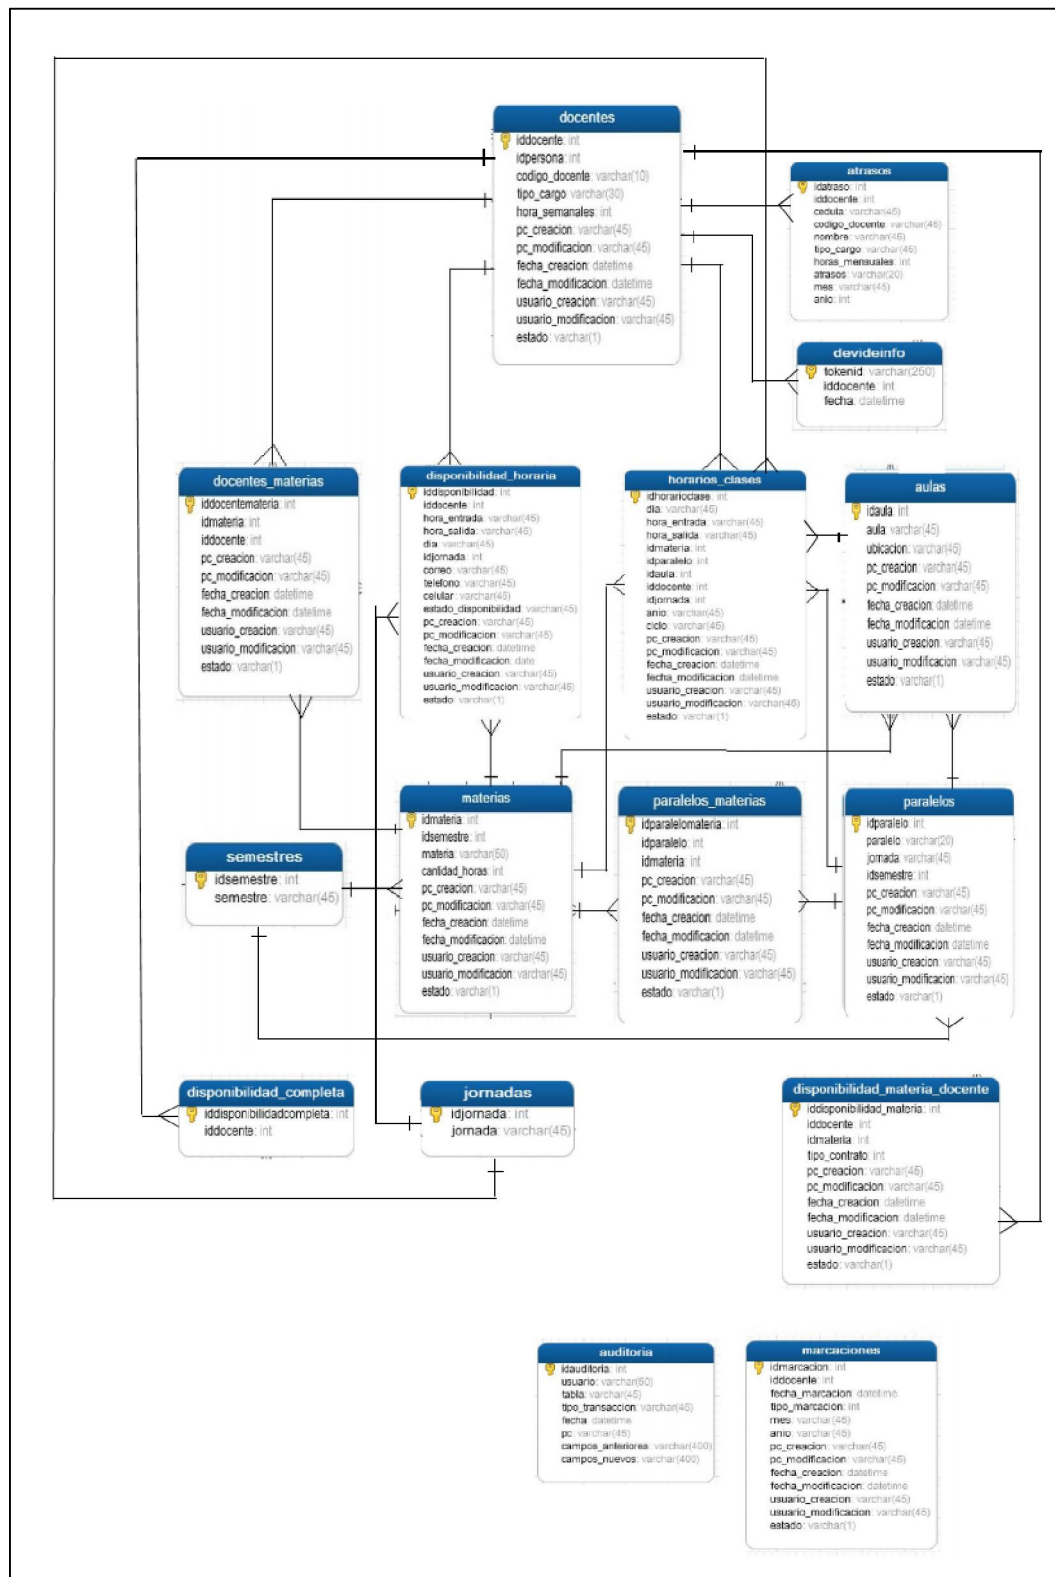 docentes
iddocente: int
idpersona: int
codigo_docente: varchar(10)
tipo_cargo: varchar(30)
hora_semanales: int
pc_creacion: varchar(45)
pc_modificacion: varchar(45)
fecha_creacion: datetime
fecha_modificacion: datetime
usuario_creacion: varchar(45)
usuario_modificacion: varchar(45)
estado: varchar(1)
atrasos
idatraso: int
iddocente: int
cedula: varchar(45)
codigo_docente: varchar(45)
nombre: varchar(45)
tipo_cargo: varchar(45)
horas_mensuales: int
atrasos: varchar(20)
mes: varchar(45)
anio: int
devideinfo
tokenid: varchar(250)
iddocente: int
fecha: datetime
docentes_materias
iddocentemateria: int
idmateria: int
iddocente: int
pc_creacion: varchar(45)
pc_modificacion: varchar(45)
fecha_creacion: datetime
fecha_modificacion: datetime
usuario_creacion: varchar(45)
usuario_modificacion: varchar(45)
estado: varchar(1)
disponibilidad_horaria
iddisponibilidad: int
iddocente: int
hora_entrada: varchar(45)
hora_salida: varchar(45)
dia: varchar(45)
idjornada: int
correo: varchar(45)
telefono: varchar(45)
celular: varchar(45)
estado_disponibilidad: varchar(45)
pc_creacion: varchar(45)
pc_modificacion: varchar(45)
fecha_creacion: datetime
fecha_modificacion: date
usuario_creacion: varchar(45)
usuario_modificacion: varchar(45)
estado: varchar(1)
horarios_clases
idhorarioclase: int
dia: varchar(45)
hora_entrada: varchar(45)
hora_salida: varchar(45)
idmateria: int
idparalelo: int
idaula: int
iddocente: int
idjornada: int
anio: varchar(45)
ciclo: varchar(45)
pc_creacion: varchar(45)
pc_modificacion: varchar(45)
fecha_creacion: datetime
fecha_modificacion: datetime
usuario_creacion: varchar(45)
usuario_modificacion: varchar(45)
estado: varchar(1)
aulas
idaula: int
aula: varchar(45)
ubicacion: varchar(45)
pc_creacion: varchar(45)
pc_modificacion: varchar(45)
fecha_creacion: datetime
fecha_modificacion: datetime
usuario_creacion: varchar(45)
usuario_modificacion: varchar(45)
estado: varchar(1)
semestres
idsemestre: int
semestre: varchar(45)
materias
idmateria: int
idsemestre: int
materia: varchar(50)
cantidad_horas: int
pc_creacion: varchar(45)
pc_modificacion: varchar(45)
fecha_creacion: datetime
fecha_modificacion: datetime
usuario_creacion: varchar(45)
usuario_modificacion: varchar(45)
estado: varchar(1)
paralelos_materias
idparalelomateria: int
idparalelo: int
idmateria: int
pc_creacion: varchar(45)
pc_modificacion: varchar(45)
fecha_creacion: datetime
fecha_modificacion: datetime
usuario_creacion: varchar(45)
usuario_modificacion: varchar(45)
estado: varchar(1)
paralelos
idparalelo: int
paralelo: varchar(20)
jornada: varchar(45)
idsemestre: int
pc_creacion: varchar(45)
pc_modificacion: varchar(45)
fecha_creacion: datetime
fecha_modificacion: datetime
usuario_creacion: varchar(45)
usuario_modificacion: varchar(45)
estado: varchar(1)
disponibilidad_completa
iddisponibilidadcompleta: int
iddocente: int
jornadas
idjornada: int
jornada: varchar(45)
disponibilidad_materia_docente
iddisponibilidad_materia: int
iddocente: int
idmateria: int
tipo_contrato: int
pc_creacion: varchar(45)
pc_modificacion: varchar(45)
fecha_creacion: datetime
fecha_modificacion: datetime
usuario_creacion: varchar(45)
usuario_modificacion: varchar(45)
estado: varchar(1)
auditoria
idauditoria: int
usuario: varchar(50)
tabla: varchar(45)
tipo_transaccion: varchar(45)
fecha: datetime
pc: varchar(45)
campos_anteriores: varchar(400)
campos_nuevos: varchar(400)
marcaciones
idmarcacion: int
iddocente: int
fecha_marcacion: datetime
tipo_marcacion: int
mes: varchar(45)
anio: varchar(45)
pc_creacion: varchar(45)
pc_modificacion: varchar(45)
fecha_creacion: datetime
fecha_modificacion: datetime
usuario_creacion: varchar(45)
usuario_modificacion: varchar(45)
estado: varchar(1)